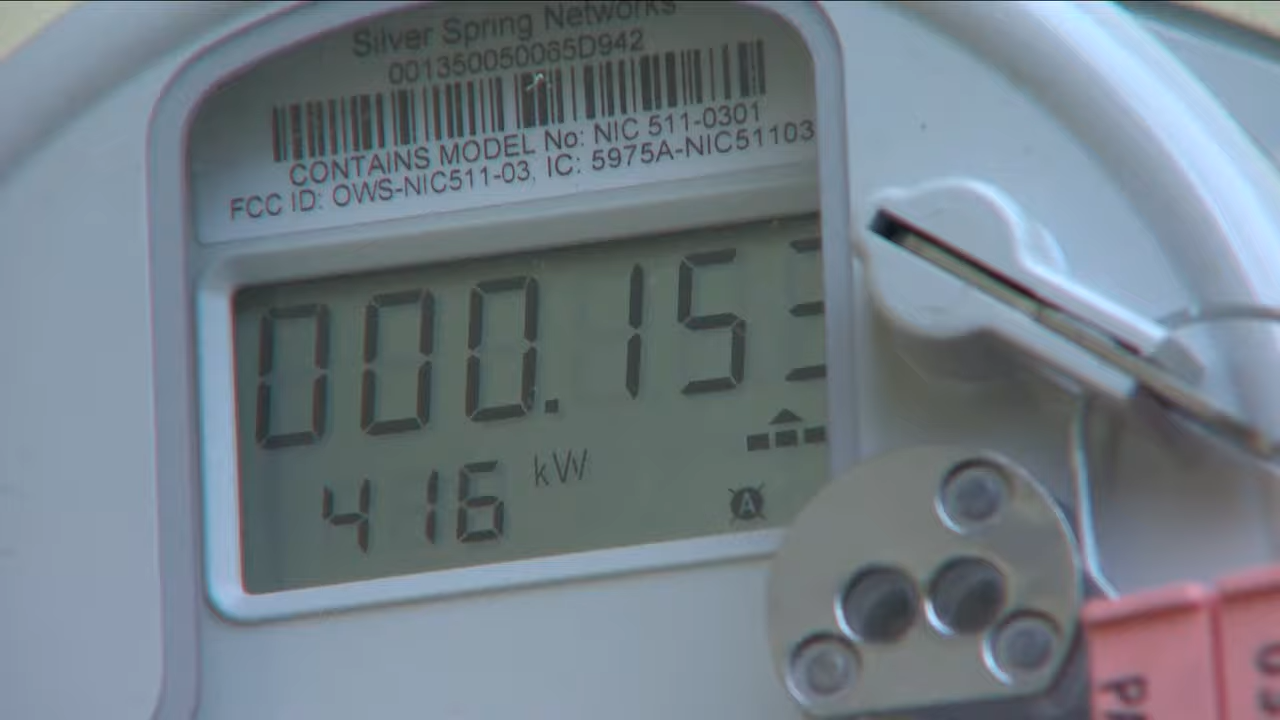 Silver Spring Networks
001350050065D942
CONTAINS MODEL No: NIC 511-0301
FCC ID: OWS-NIC511-03, IC: 5975A-NIC51103
000.15
416 kW
A